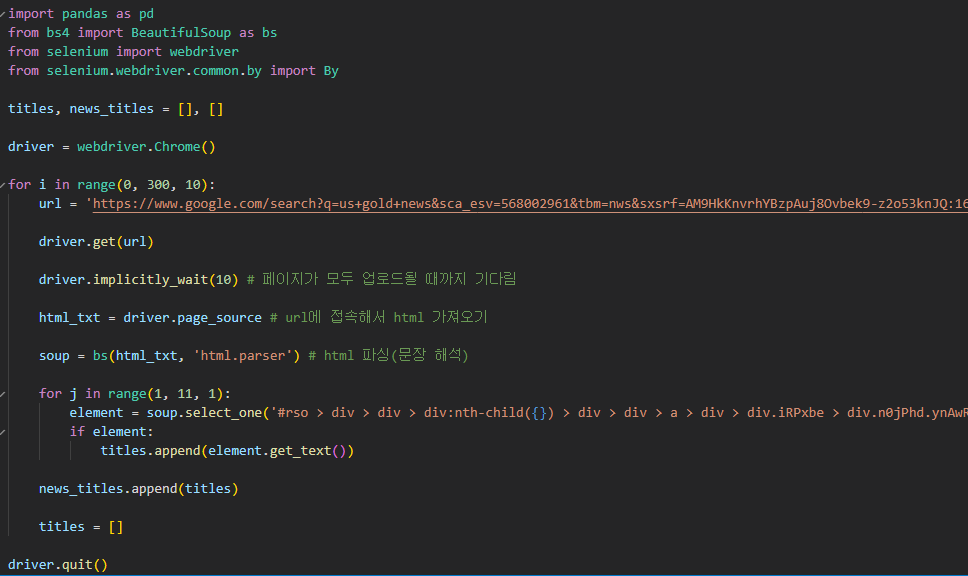 import pandas as pd
from bs4 import BeautifulSoup as bs
from selenium import webdriver
from selenium.webdriver.common.by import By
titles, news_titles = [], []
driver = webdriver.Chrome()
for i in range(0, 300, 10):
url = 'https://www.google.com/search?q=us+gold+news&sca_esv=568002961&tbm=nws&sxsrf=AM9HkKnvrhYBzpAuj8Ovbek9-z2o53knJQ:16
driver.get(url)
driver.implicitly_wait(10) # 페이지가 모두 업로드될 때까지 기다림
html_txt = driver.page_source # url에 접속해서 html 가져오기
soup = bs(html_txt, 'html.parser') # html 파싱(문장 해석)
for j in range(1, 11, 1):
element = soup.select_one('#rso > div > div > div:nth-child({}) > div > div > a > div > div.iRPxbe > div.n0jPhd.ynAwR
if element:
titles.append(element.get_text())
news_titles.append(titles)
titles = []
driver.quit()